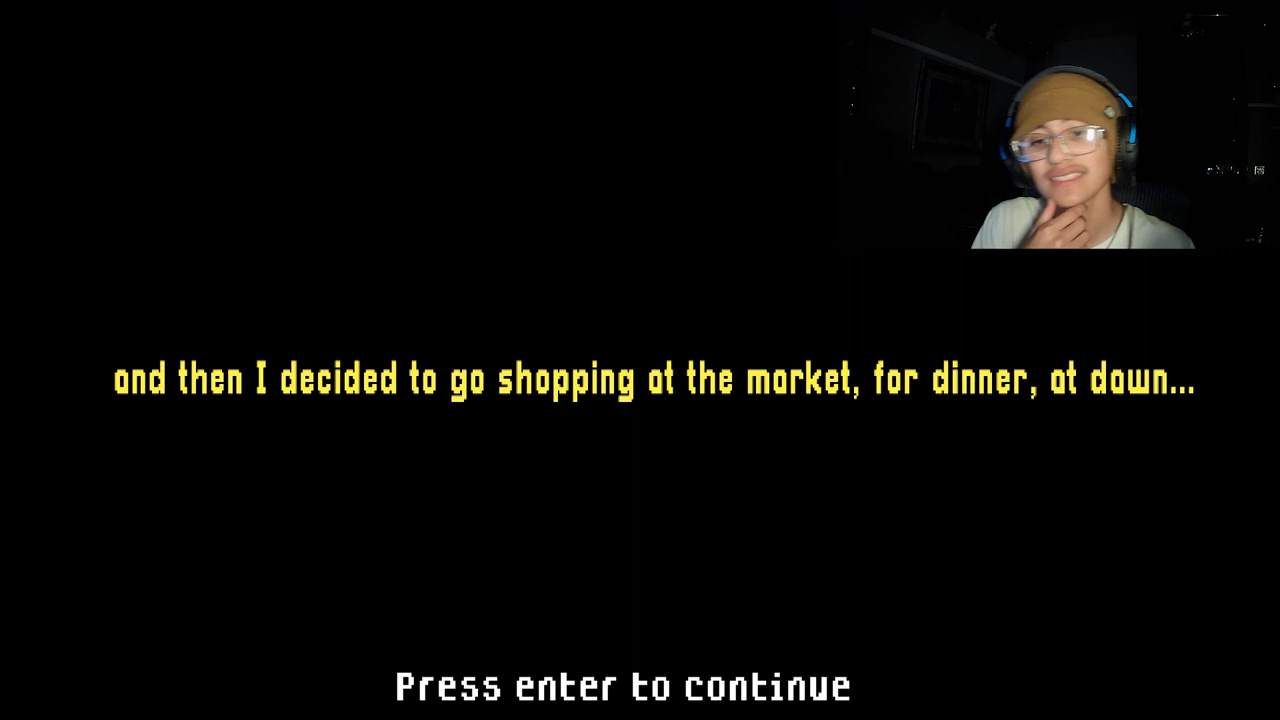 and then I decided to go shopping at the market, for dinner, at dawn...
Press enter to continue